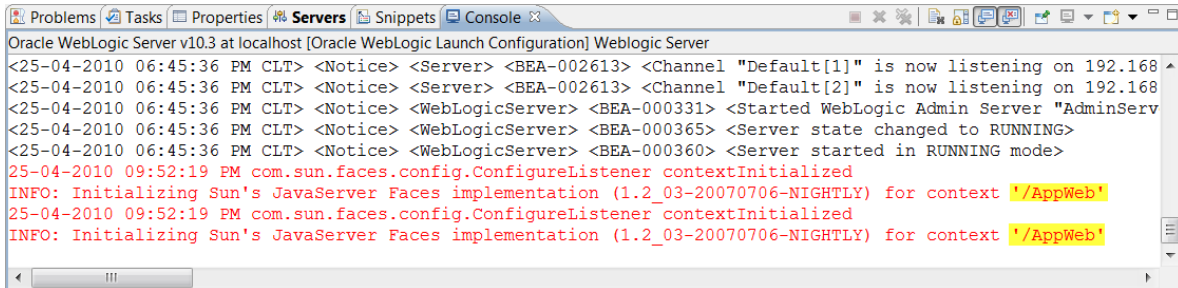 Problems Tasks Properties Servers Snippets Console
Oracle WebLogic Server v10.3 at localhost [Oracle WebLogic Launch Configuration] Weblogic Server
<25-04-2010 06:45:36 PM CLT> <Notice> <Server> <BEA-002613> <Channel "Default[1]" is now listening on 192.168
<25-04-2010 06:45:36 PM CLT> <Notice> <Server> <BEA-002613> <Channel "Default[2]" is now listening on 192.168
<25-04-2010 06:45:36 PM CLT> <Notice> <WebLogicServer> <BEA-000331> <Started WebLogic Admin Server "AdminServ
<25-04-2010 06:45:36 PM CLT> <Notice> <WebLogicServer> <BEA-000365> <Server state changed to RUNNING>
<25-04-2010 06:45:36 PM CLT> <Notice> <WebLogicServer> <BEA-000360> <Server started in RUNNING mode>
25-04-2010 09:52:19 PM com.sun.faces.config.ConfigureListener contextInitialized
INFO: Initializing Sun's JavaServer Faces implementation (1.2_03-20070706-NIGHTLY) for context '/AppWeb'
25-04-2010 09:52:19 PM com.sun.faces.config.ConfigureListener contextInitialized
INFO: Initializing Sun's JavaServer Faces implementation (1.2_03-20070706-NIGHTLY) for context '/AppWeb'